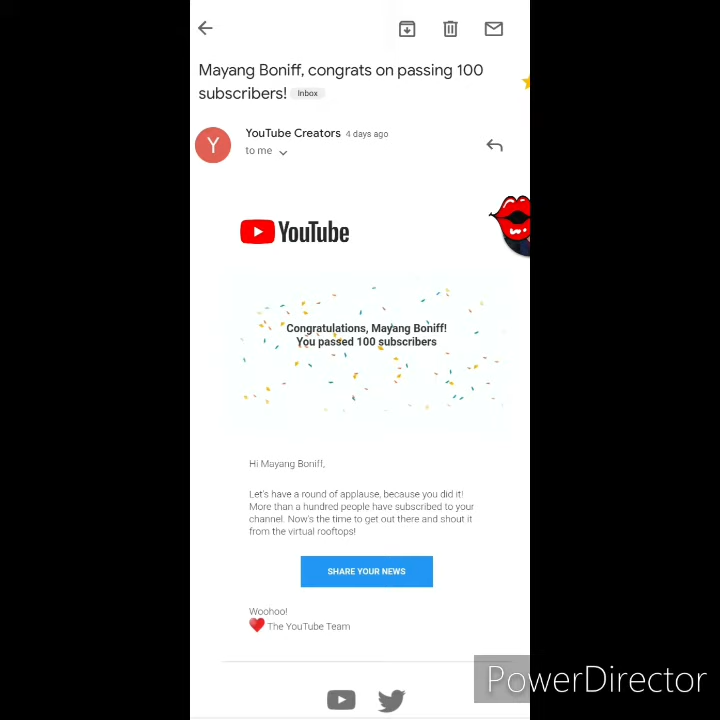 Mayang Boniff, congrats on passing 100
subscribers! Inbox
Y
YouTube Creators 4 days ago
to me
YouTube
Congratulations, Mayang Boniff!
You passed 100 subscribers
Hi Mayang Boniff,
Let's have a round of applause, because you did it!
More than a hundred people have subscribed to your
channel. Now's the time to get out there and shout it
from the virtual rooftops!
SHARE YOUR NEWS
Woohoo!
The YouTube Team
PowerDirector